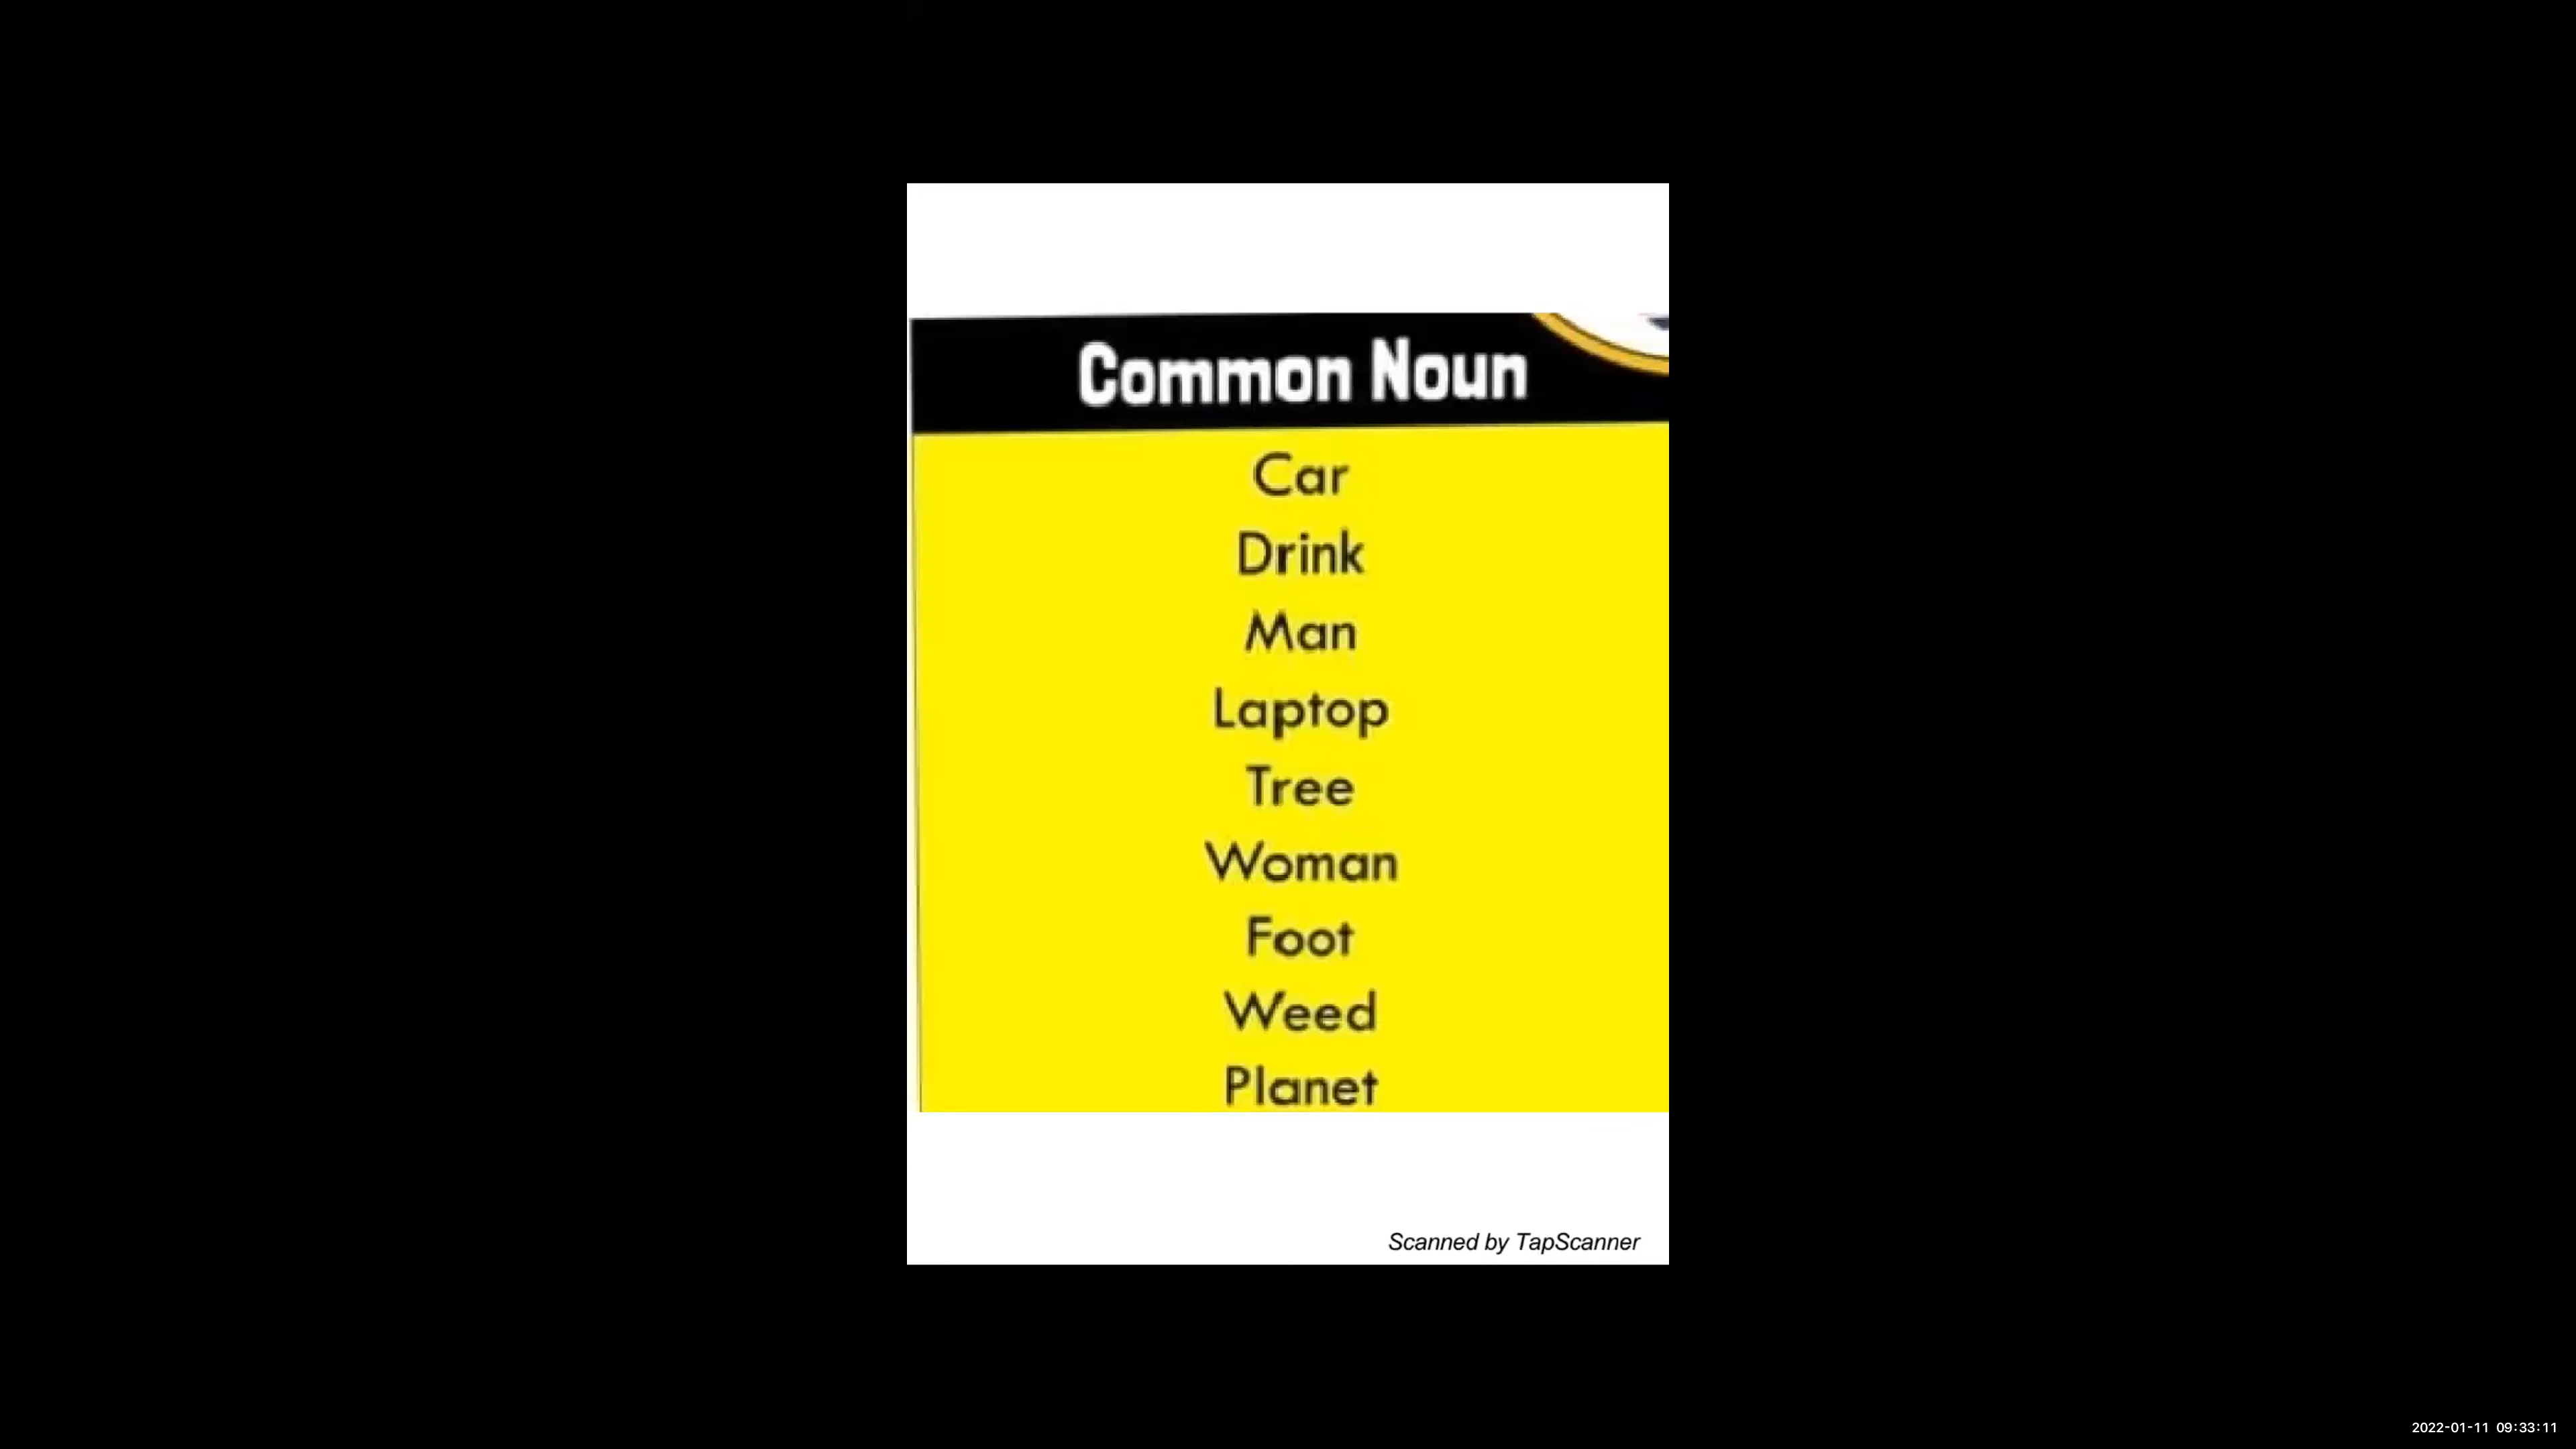 Common Noun
Car
Drink
Man
Laptop
Tree
Woman
Foot
Weed
Planet
Scanned by TapScanner
2022-01-11 09:33:11